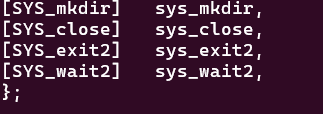 [SYS_mkdir]   sys_mkdir,
[SYS_close]   sys_close,
[SYS_exit2]   sys_exit2,
[SYS_wait2]   sys_wait2,
};